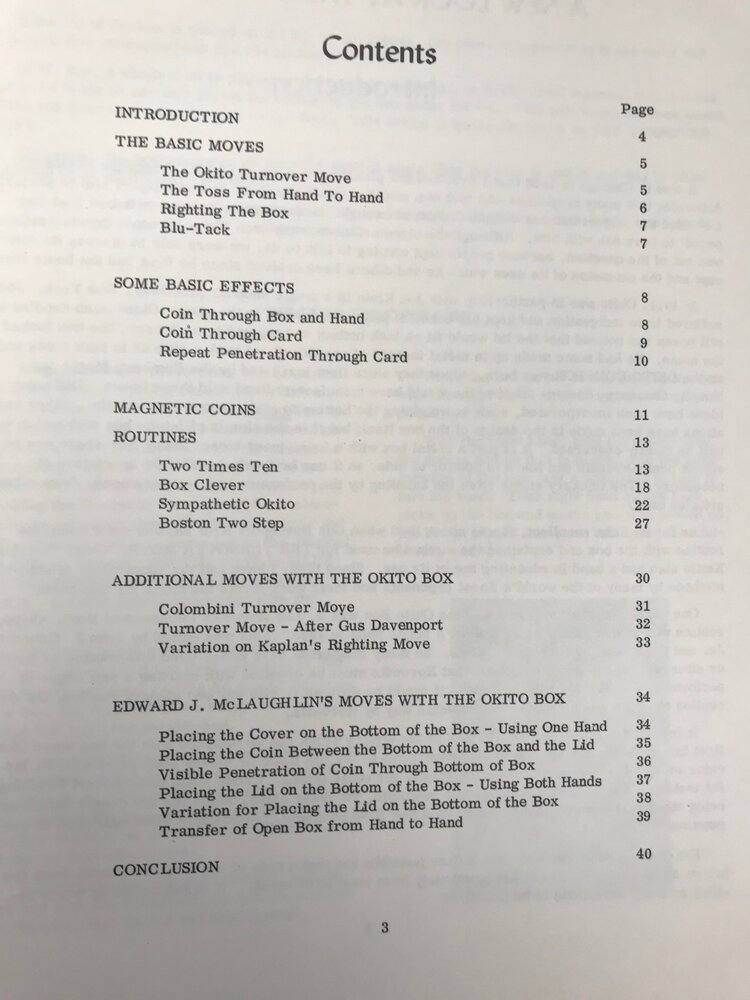 Contents
Page
INTRODUCTION 4
THE BASIC MOVES 5
The Okito Turnover Move 5
The Toss From Hand To Hand 6
Righting The Box 7
Blu-Tack 7
SOME BASIC EFFECTS 8
Coin Through Box and Hand 8
Coin Through Card 9
Repeat Penetration Through Card 10
MAGNETIC COINS 11
ROUTINES 13
Two Times Ten 13
Box Clever 18
Sympathetic Okito 22
Boston Two Step 27
ADDITIONAL MOVES WITH THE OKITO BOX 30
Colombini Turnover Move 31
Turnover Move - After Gus Davenport 32
Variation on Kaplan's Righting Move 33
EDWARD J. McLAUGHLIN'S MOVES WITH THE OKITO BOX 34
Placing the Cover on the Bottom of the Box - Using One Hand 34
Placing the Coin Between the Bottom of the Box and the Lid 35
Visible Penetration of Coin Through Bottom of Box 36
Placing the Lid on the Bottom of the Box - Using Both Hands 37
Variation for Placing the Lid on the Bottom of the Box 38
Transfer of Open Box from Hand to Hand 39
CONCLUSION 40
3